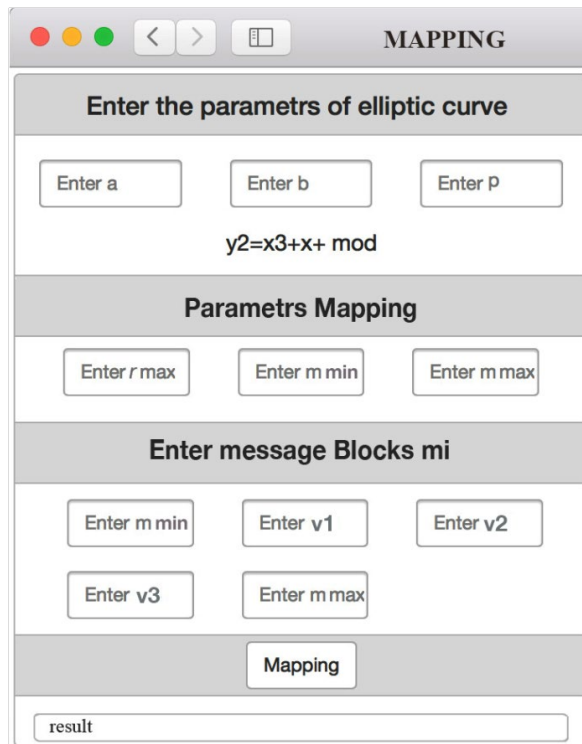 MAPPING
Enter the parametrs of elliptic curve
Enter a Enter b Enter p
y2=x3+x+ mod
Parametrs Mapping
Enter r max Enter m min Enter m max
Enter message Blocks mi
Enter m min Enter v1 Enter v2
Enter v3 Enter m max
Mapping
result